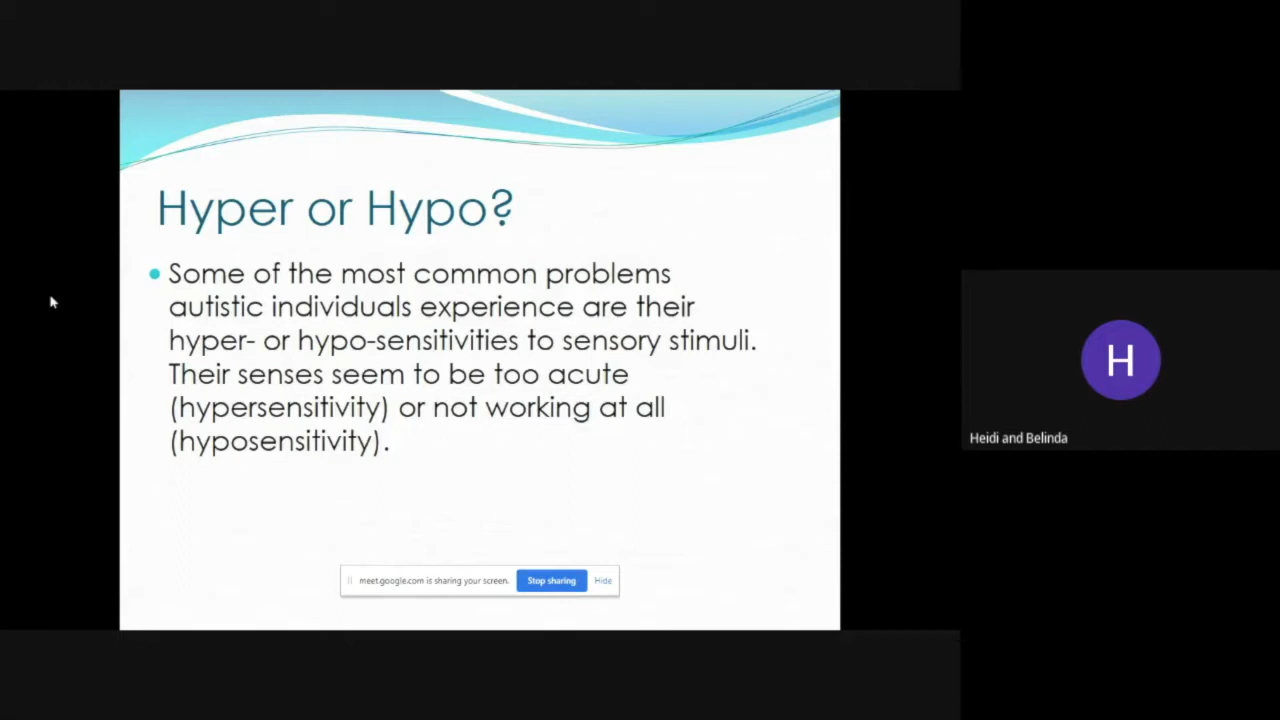 Hyper or Hypo?
Some of the most common problems
autistic individuals experience are their
hyper- or hypo-sensitivities to sensory stimuli.
Their senses seem to be too acute
(hypersensitivity) or not working at all
(hyposensitivity).
meet.google.com is sharing your screen. Stop sharing Hide
H
Heidi and Belinda